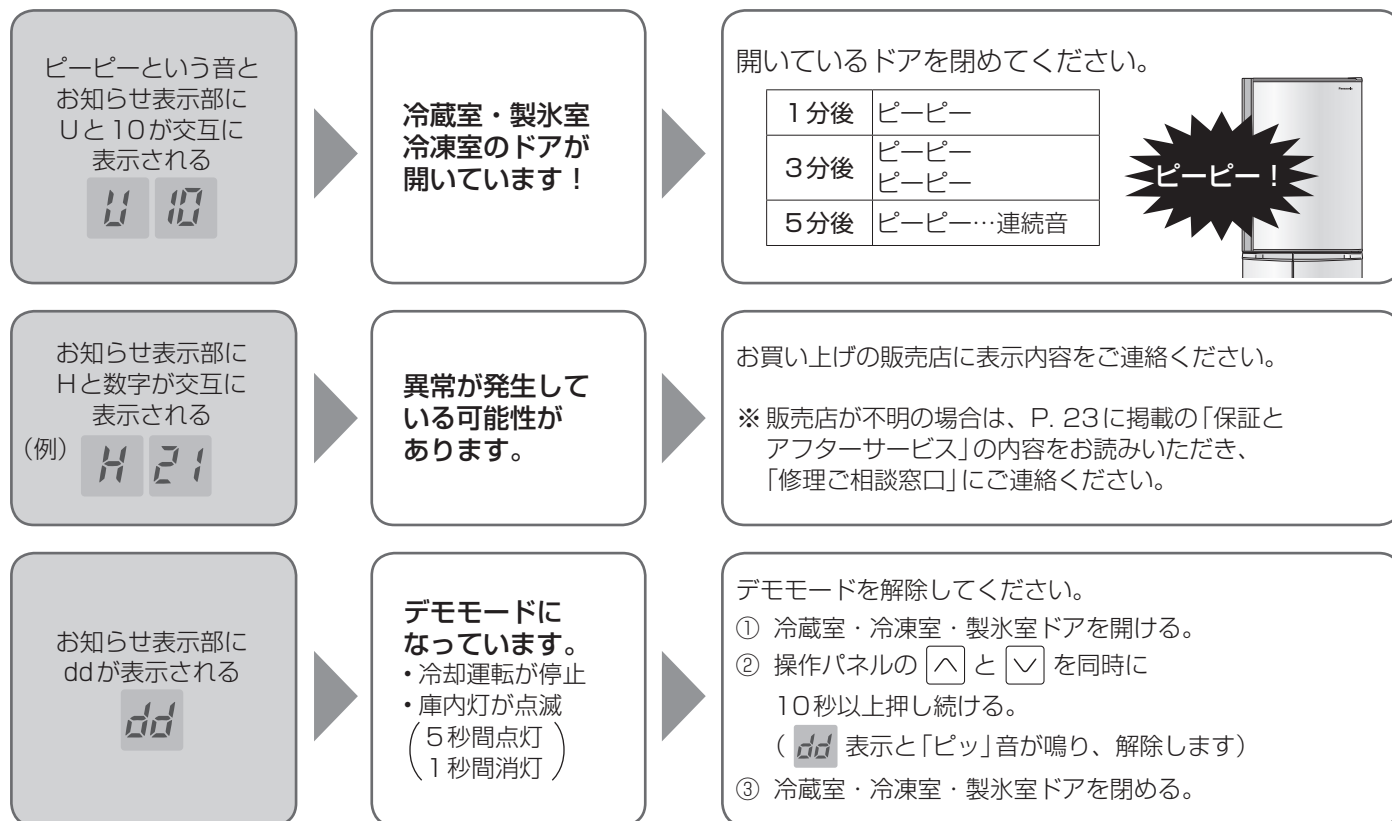 ピーピーという音と
お知らせ表示部に
Uと10が交互に
表示される
U 10
冷蔵室・製氷室
冷凍室のドアが
開いています！
開いているドアを閉めてください。
1分後 ピーピー
3分後 ピーピー
ピーピー
5分後 ピーピー…連続音
ピーピー！
Panasonic
お知らせ表示部に
Hと数字が交互に
表示される
（例） H 21
異常が発生して
いる可能性が
あります。
お買い上げの販売店に表示内容をご連絡ください。
※ 販売店が不明の場合は、P. 23に掲載の「保証と
アフターサービス」の内容をお読みいただき、
「修理ご相談窓口」にご連絡ください。
お知らせ表示部に
ddが表示される
dd
デモモードに
なっています。
・冷却運転が停止
・庫内灯が点滅
（5秒間点灯
1秒間消灯）
デモモードを解除してください。
① 冷蔵室・冷凍室・製氷室ドアを開ける。
② 操作パネルの ヘ と ∨ を同時に
10秒以上押し続ける。
（ dd 表示と「ピッ」音が鳴り、解除します）
③ 冷蔵室・冷凍室・製氷室ドアを閉める。